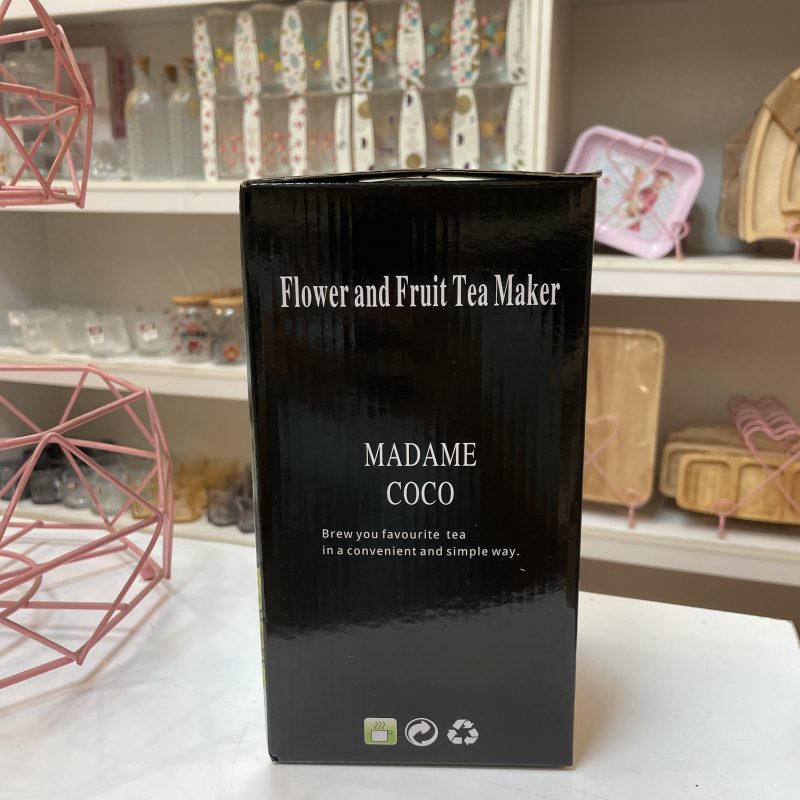 Flower and Fruit Tea Maker
MADAME
COCO
Brew you favourite tea
in a convenient and simple way.